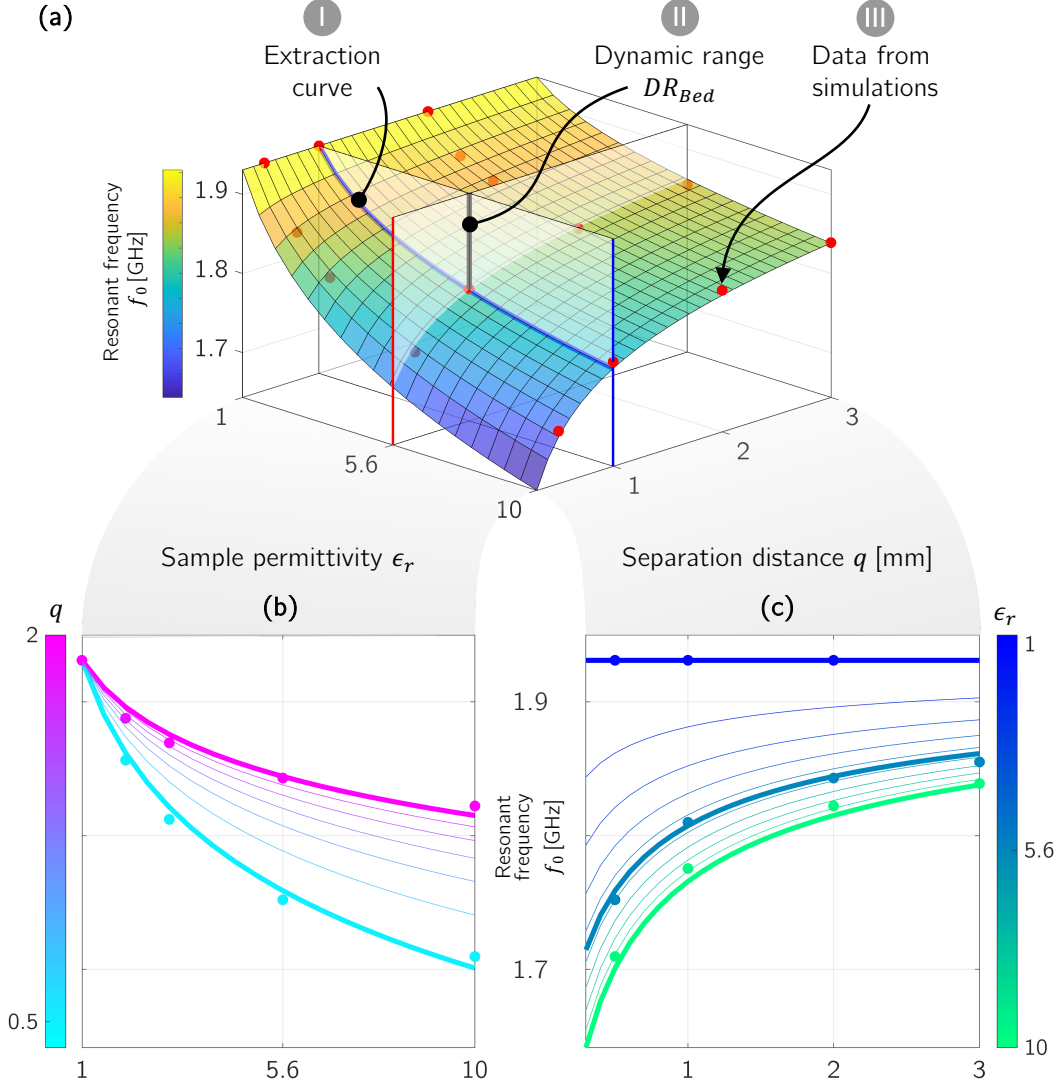 (a)
I
II
III
Extraction
curve
Dynamic range
DR_Bed
Data from
simulations
Resonant frequency
f_0 [GHz]
1.9
1.8
1.7
1
5.6
10
1
2
3
Sample permittivity ϵ_r
Separation distance q [mm]
(b)
(c)
q
2
0.5
1
5.6
10
Resonant
frequency
f_0 [GHz]
1.9
1.7
1
2
3
ϵ_r
1
5.6
10